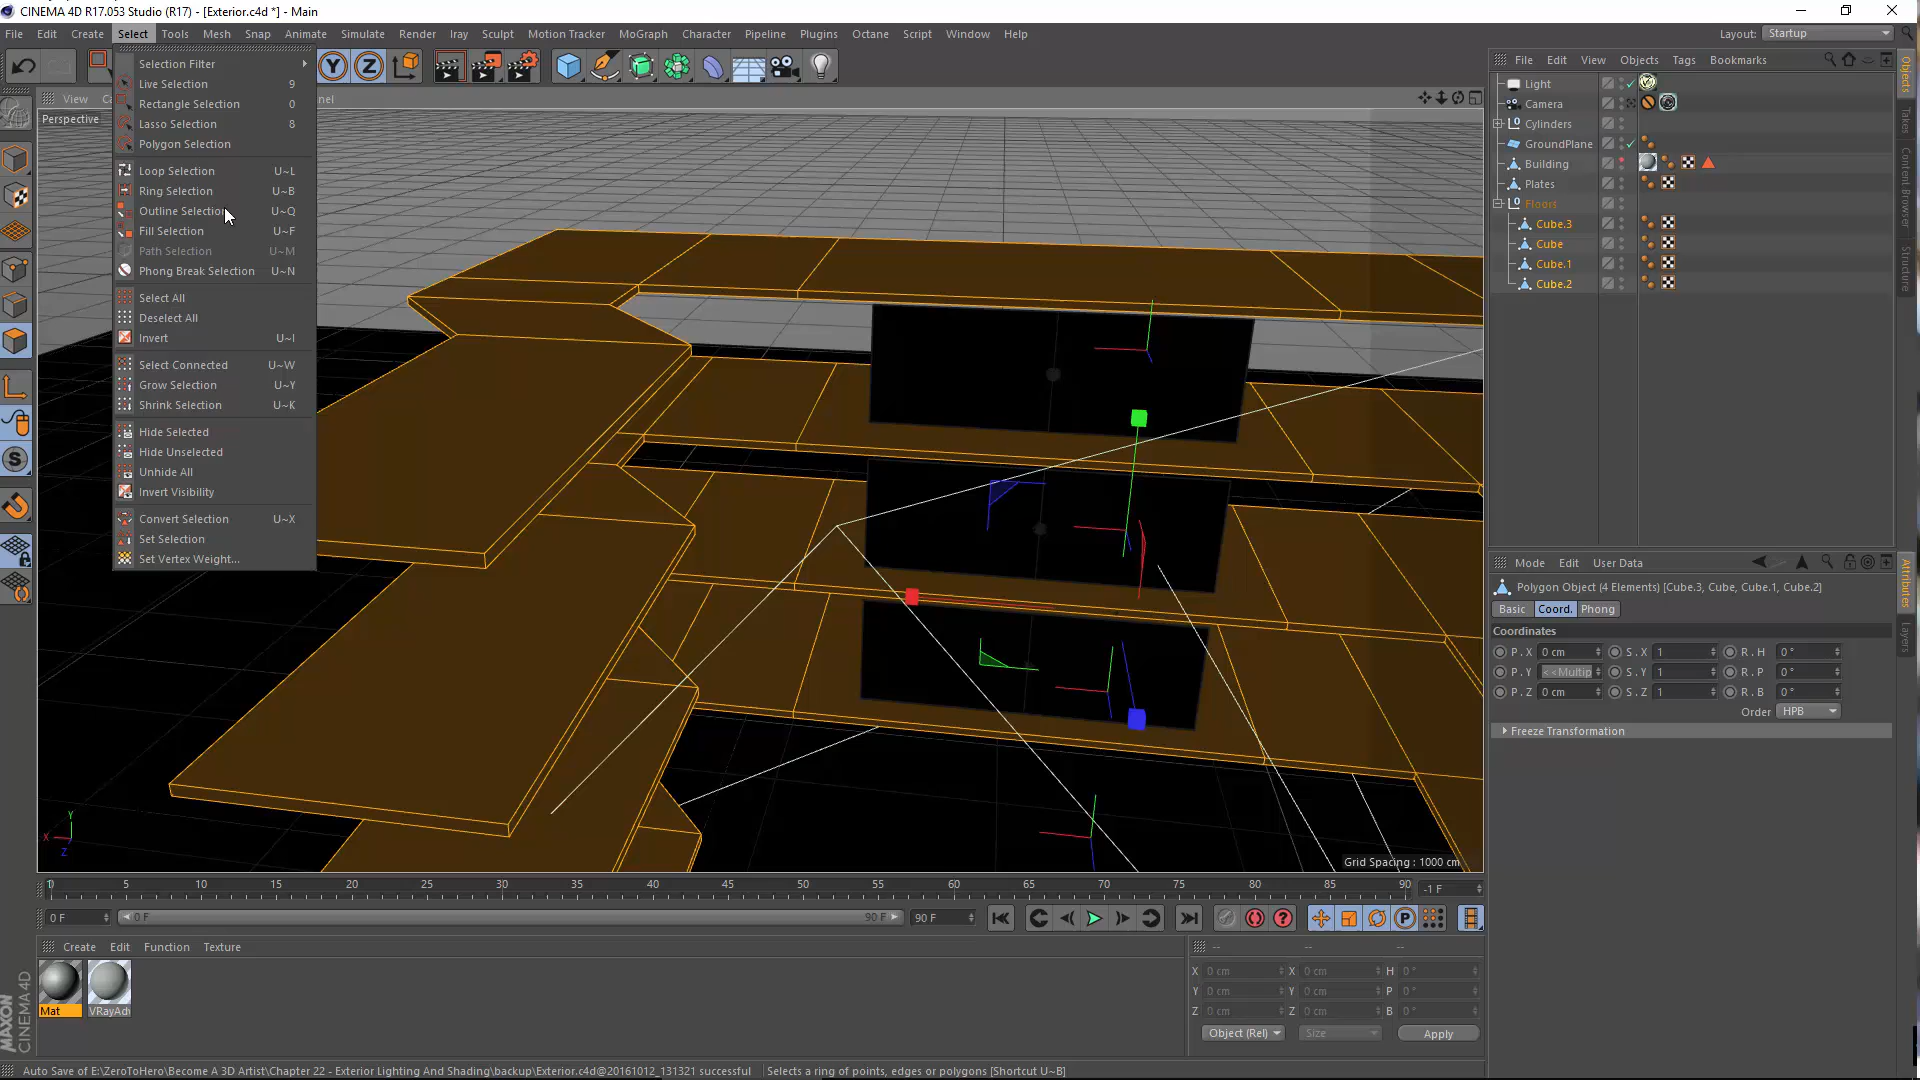 CINEMA 4D R17.053 Studio (R17) - [Exterior.c4d *] - Main
File Edit Create Select Tools Mesh Snap Animate Simulate Render Iray Sculpt Motion Tracker MoGraph Character Pipeline Plugins Octane Script Window Help
Layout: Startup
Selection Filter
Live Selection 9
Rectangle Selection 0
Lasso Selection 8
Polygon Selection
Loop Selection U~L
Ring Selection U~B
Outline Selection U~Q
Fill Selection U~F
Path Selection U~M
Phong Break Selection U~N
Select All
Deselect All
Invert U~I
Select Connected U~W
Grow Selection U~Y
Shrink Selection U~K
Hide Selected
Hide Unselected
Unhide All
Invert Visibility
Convert Selection U~X
Set Selection
Set Vertex Weight...
View
Perspective
Y Z
X Y Z
Grid Spacing : 1000 cm
File Edit View Objects Tags Bookmarks
Light
Camera
Cylinders
GroundPlane
Building
Plates
Floors
Cube.3
Cube
Cube.1
Cube.2
Objects
Takes
Content Browser
Structure
Mode Edit User Data
Polygon Object (4 Elements) [Cube.3, Cube, Cube.1, Cube.2]
Basic Coord. Phong
Coordinates
P . X 0 cm S . X 1 R . H 0 °
P . Y <<Multip S . Y 1 R . P 0 °
P . Z 0 cm S . Z 1 R . B 0 °
Order HPB
Freeze Transformation
Attributes
Layers
0 5 10 15 20 25 30 35 40 45 50 55 60 65 70 75 80 85 90 -1 F
0 F 0 F 90 F 90 F
Create Edit Function Texture
Mat VRayAdv
-- -- --
X 0 cm X 0 cm H 0 °
Y 0 cm Y 0 cm P 0 °
Z 0 cm Z 0 cm B 0 °
Object (Rel) Size Apply
MAXON CINEMA 4D
Auto Save of E:\ZeroToHero\Become A 3D Artist\Chapter 22 - Exterior Lighting And Shading\backup\Exterior.c4d@20161012_131321 successful
Selects a ring of points, edges or polygons [Shortcut U~B]